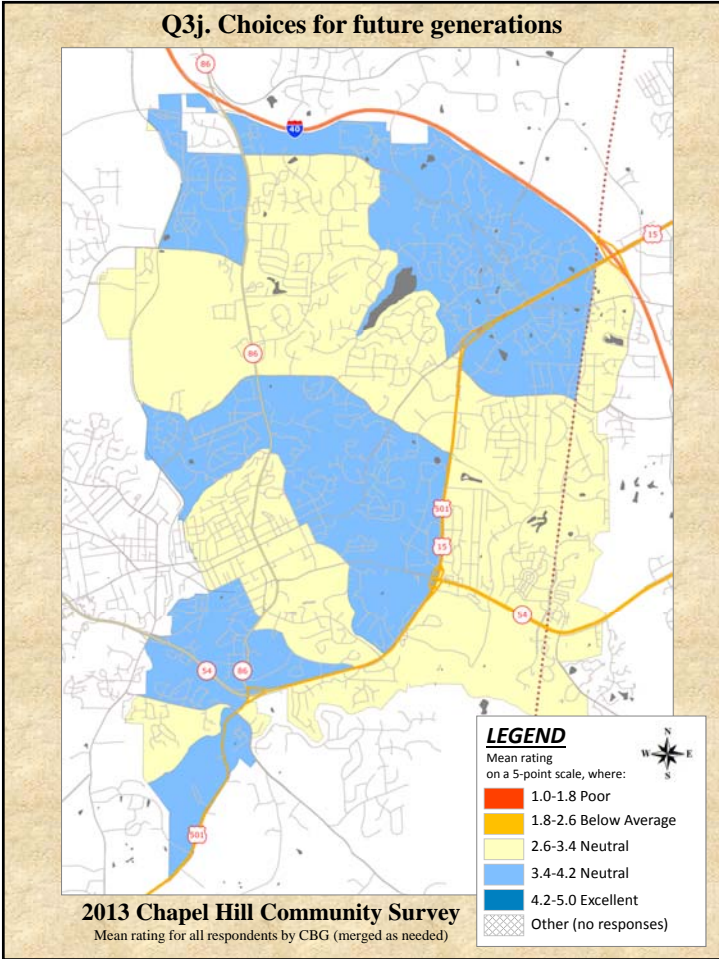 Q3j. Choices for future generations
86
40
15
86
501
15
54
54
86
501
LEGEND
Mean rating
on a 5-point scale, where:
N
W E
S
1.0-1.8 Poor
1.8-2.6 Below Average
2.6-3.4 Neutral
3.4-4.2 Neutral
4.2-5.0 Excellent
Other (no responses)
2013 Chapel Hill Community Survey
Mean rating for all respondents by CBG (merged as needed)